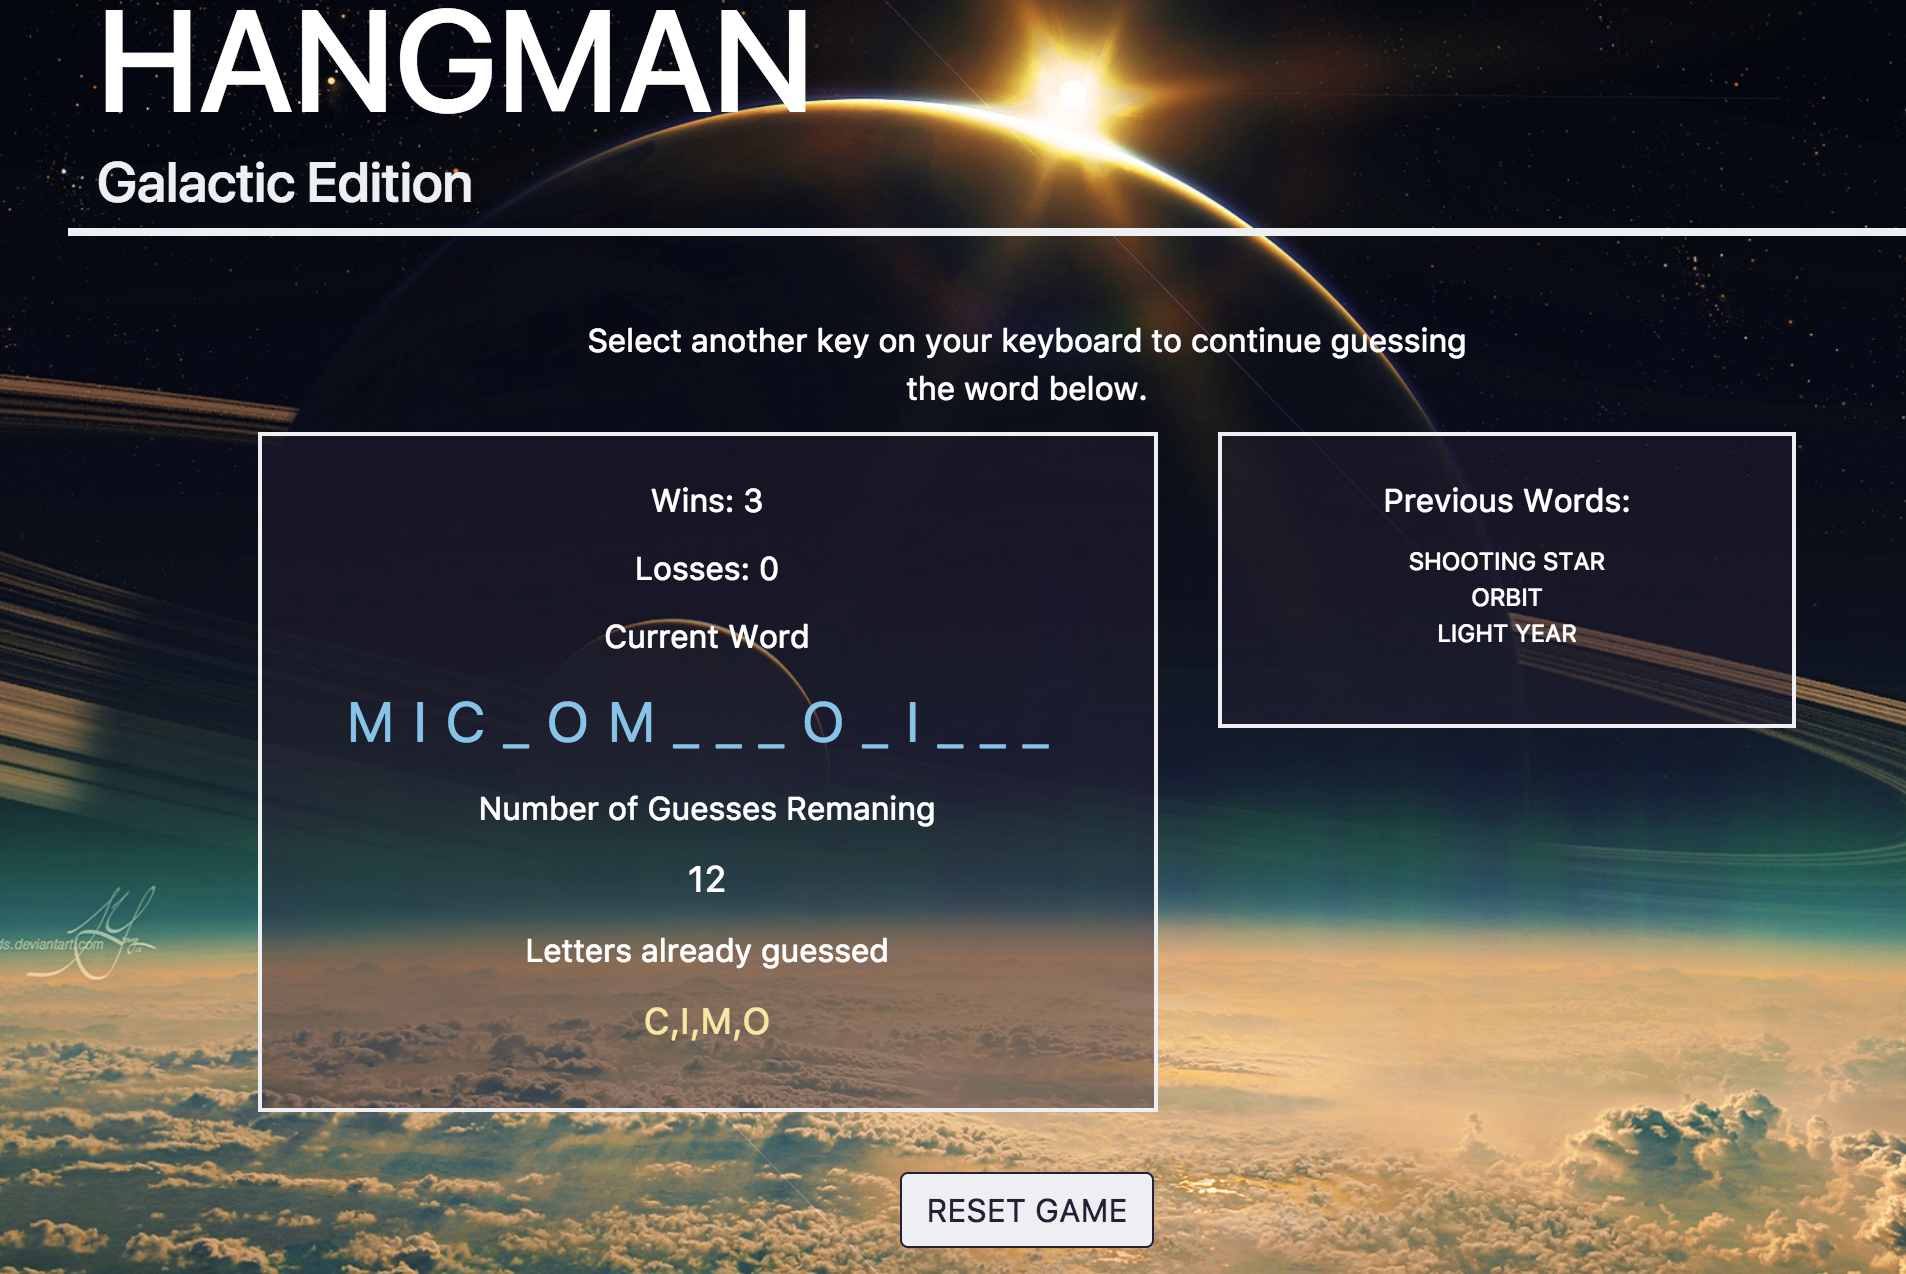 HANGMAN
Galactic Edition
Select another key on your keyboard to continue guessing
the word below.
Wins: 3
Losses: 0
Current Word
M I C _ O M _ _ _ O _ I _ _ _
Number of Guesses Remaning
12
Letters already guessed
C,I,M,O
Previous Words:
SHOOTING STAR
ORBIT
LIGHT YEAR
ds.deviantart.com
RESET GAME